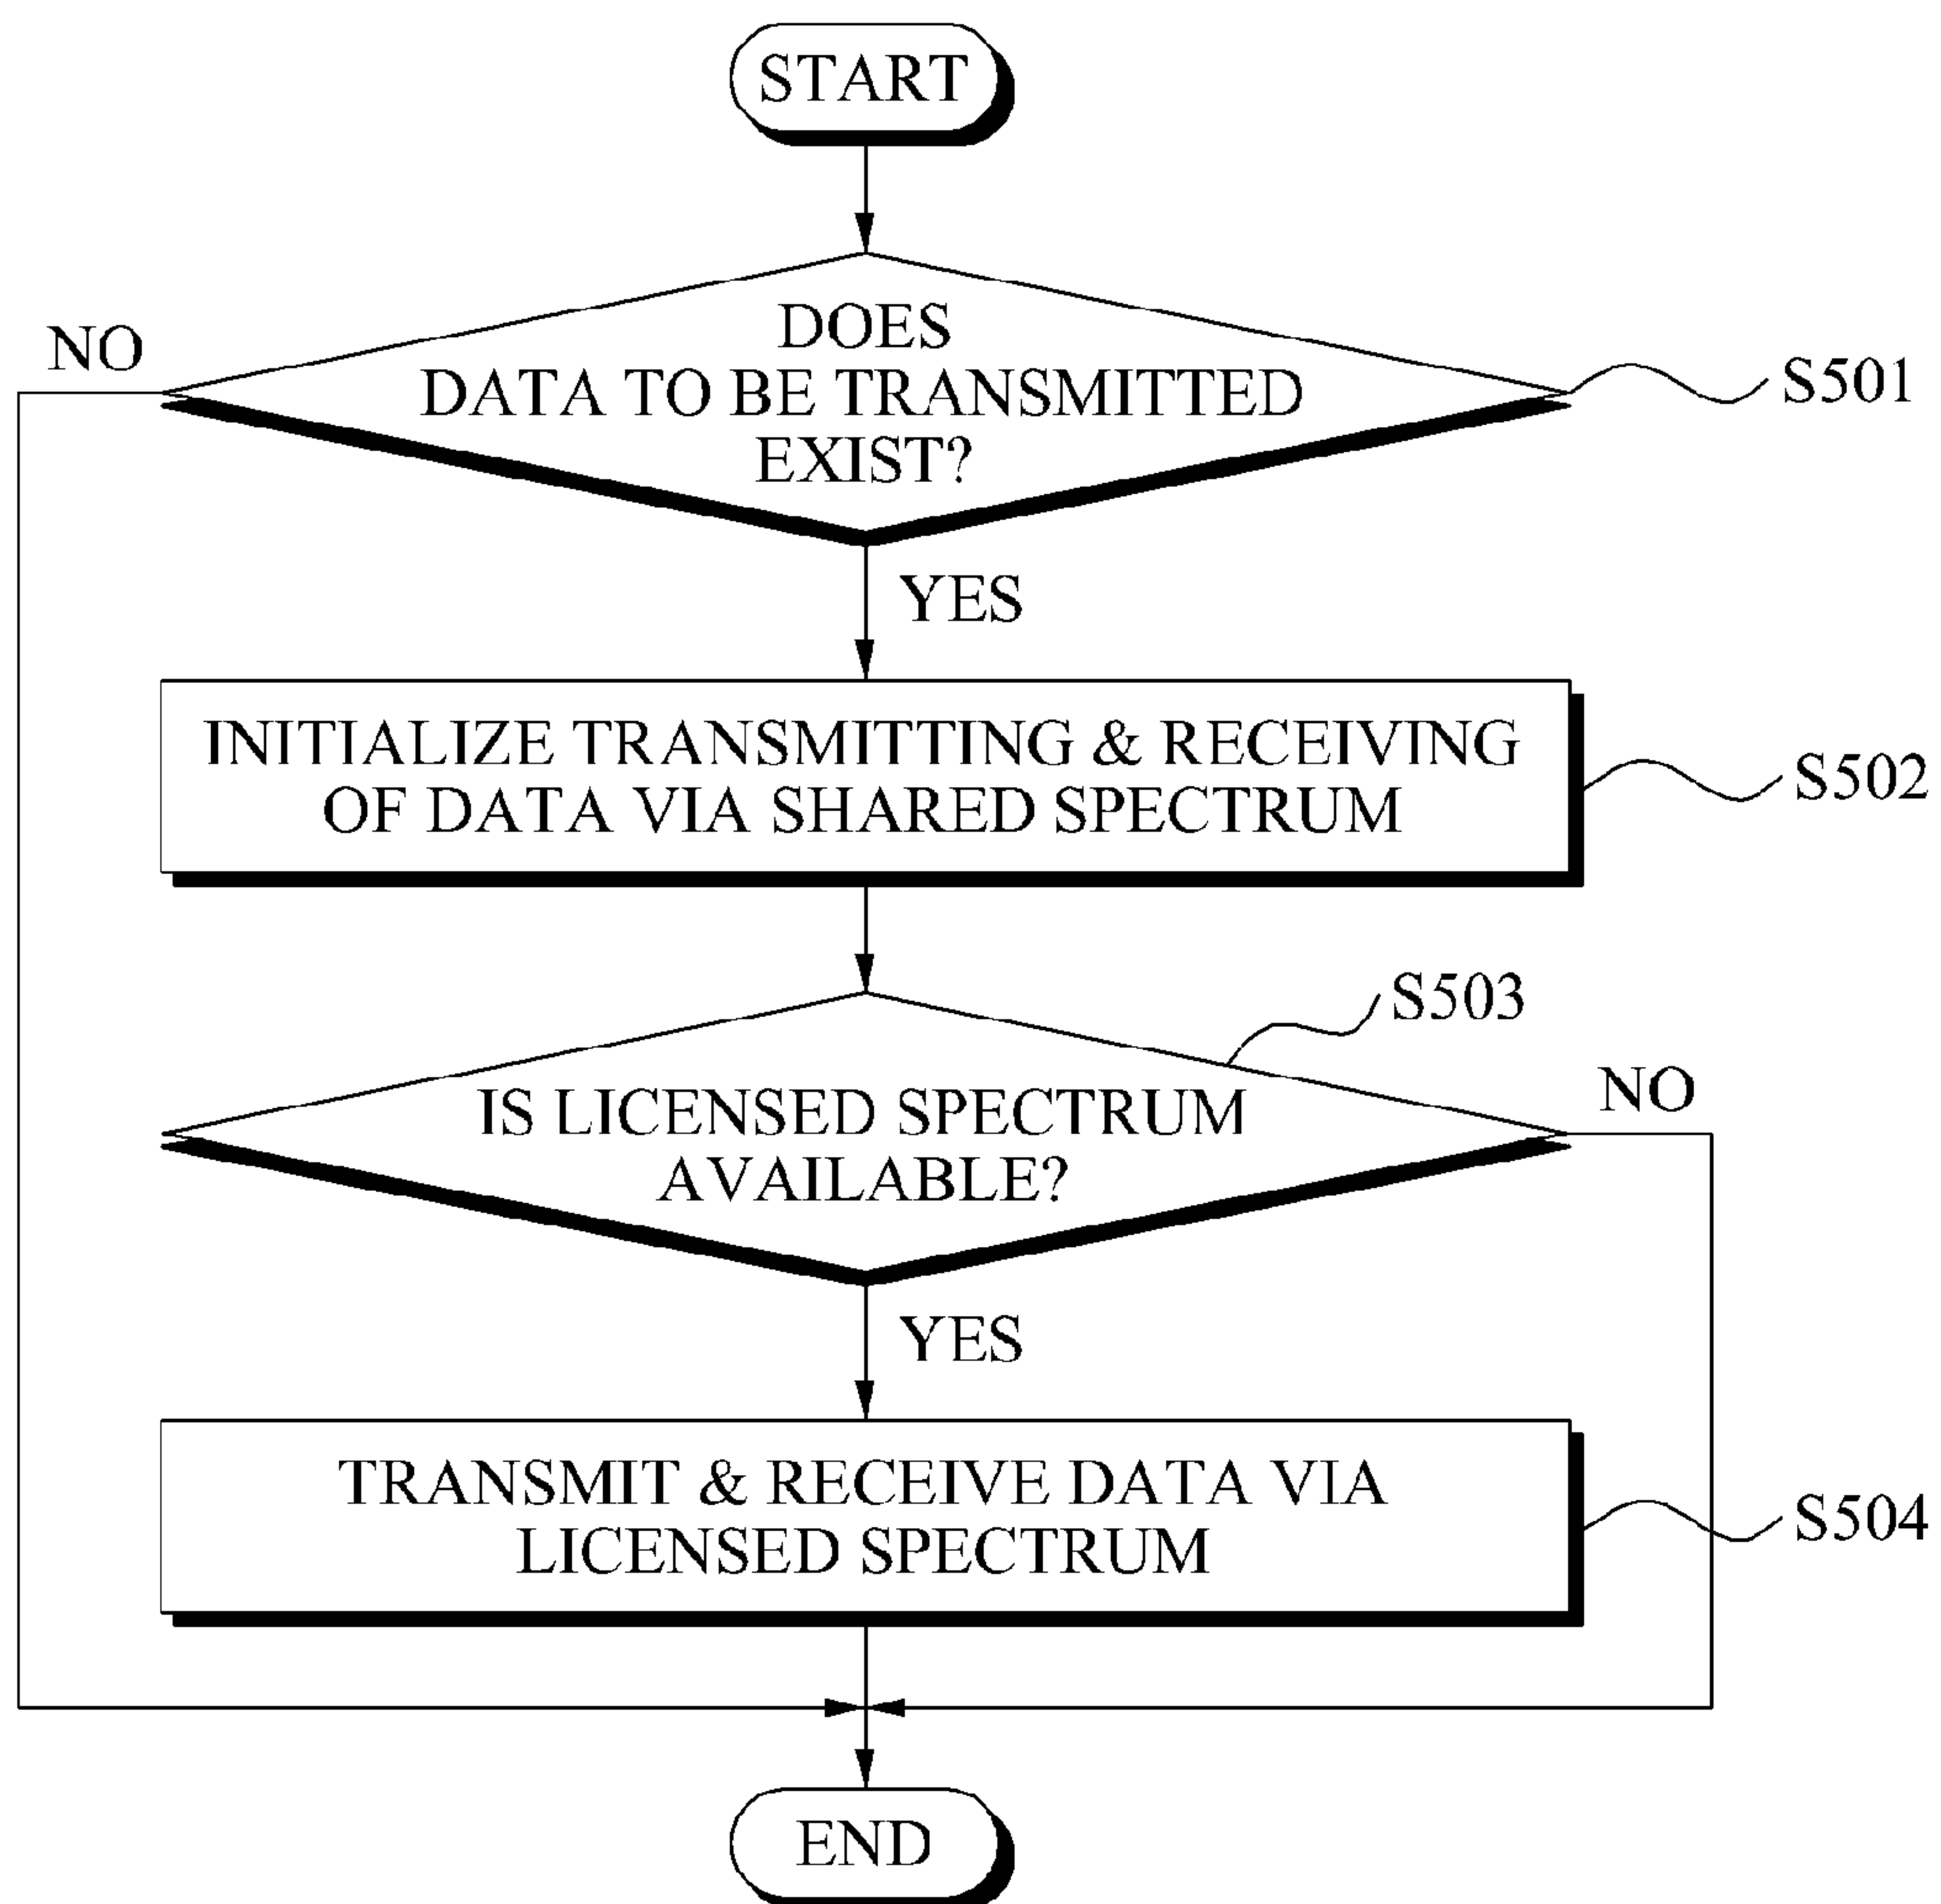 START
DOES
DATA TO BE TRANSMITTED
EXIST?
NO
S501
YES
INITIALIZE TRANSMITTING & RECEIVING
OF DATA VIA SHARED SPECTRUM
S502
S503
IS LICENSED SPECTRUM
AVAILABLE?
NO
YES
TRANSMIT & RECEIVE DATA VIA
LICENSED SPECTRUM
S504
END